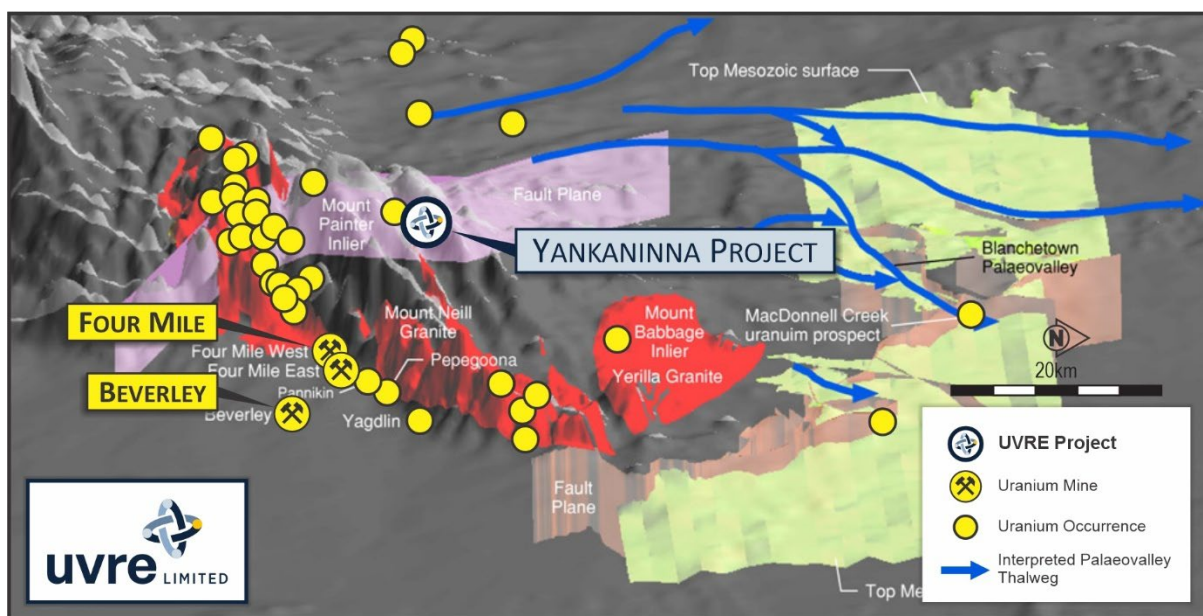 Top Mesozoic surface
Fault Plane
Mount
Painter
Inlier
YANKANINNA PROJECT
Blanchetown
Palaeovalley
Mount Neill
Granite
Mount
Babbage
Inlier
MacDonnell Creek
uranuim prospect
FOUR MILE
Four Mile West
Four Mile East
Pepegoona
Yerilla Granite
N
20km
Pannikin
BEVERLEY
Beverley
Yagdlin
Fault
Plane
Top Me
UVRE Project
Uranium Mine
Uranium Occurrence
Interpreted Palaeovalley
Thalweg
uvre LIMITED